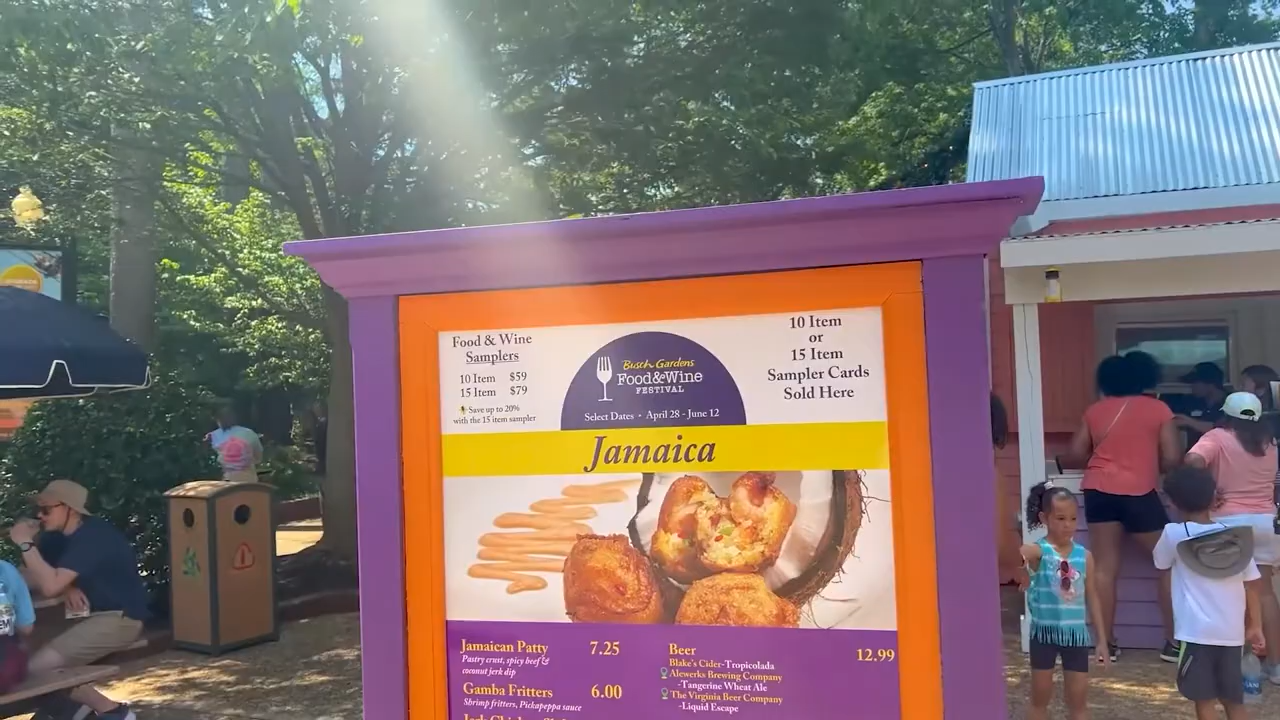 Food & Wine
Samplers
10 Item $59
15 Item $79
Save up to 20%
with the 15 item sampler
Busch Gardens
Food&Wine
FESTIVAL
Select Dates • April 28 - June 12
10 Item
or
15 Item
Sampler Cards
Sold Here
Jamaica
Jamaican Patty 7.25
Pastry crust, spicy beef &
coconut jerk dip
Gamba Fritters 6.00
Shrimp fritters, Pickapeppa sauce
Beer 12.99
Blake's Cider-Tropicolada
Alewerks Brewing Company
-Tangerine Wheat Ale
The Virginia Beer Company
-Liquid Escape